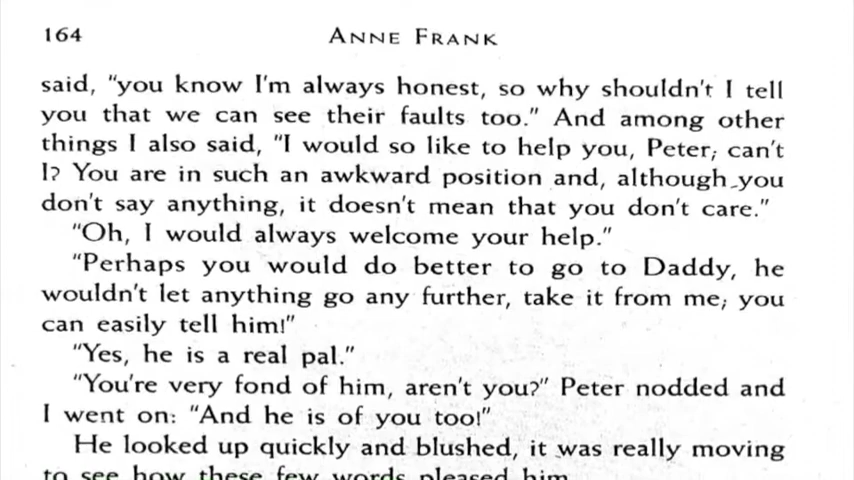 164
ANNE FRANK
said, "you know I'm always honest, so why shouldn't I tell
you that we can see their faults too." And among other
things I also said, "I would so like to help you, Peter; can't
I? You are in such an awkward position and, although you
don't say anything, it doesn't mean that you don't care."
"Oh, I would always welcome your help."
"Perhaps you would do better to go to Daddy, he
wouldn't let anything go any further, take it from me; you
can easily tell him!"
"Yes, he is a real pal."
"You're very fond of him, aren't you?" Peter nodded and
I went on: "And he is of you too!"
He looked up quickly and blushed, it was really moving
to see how these few words pleased him